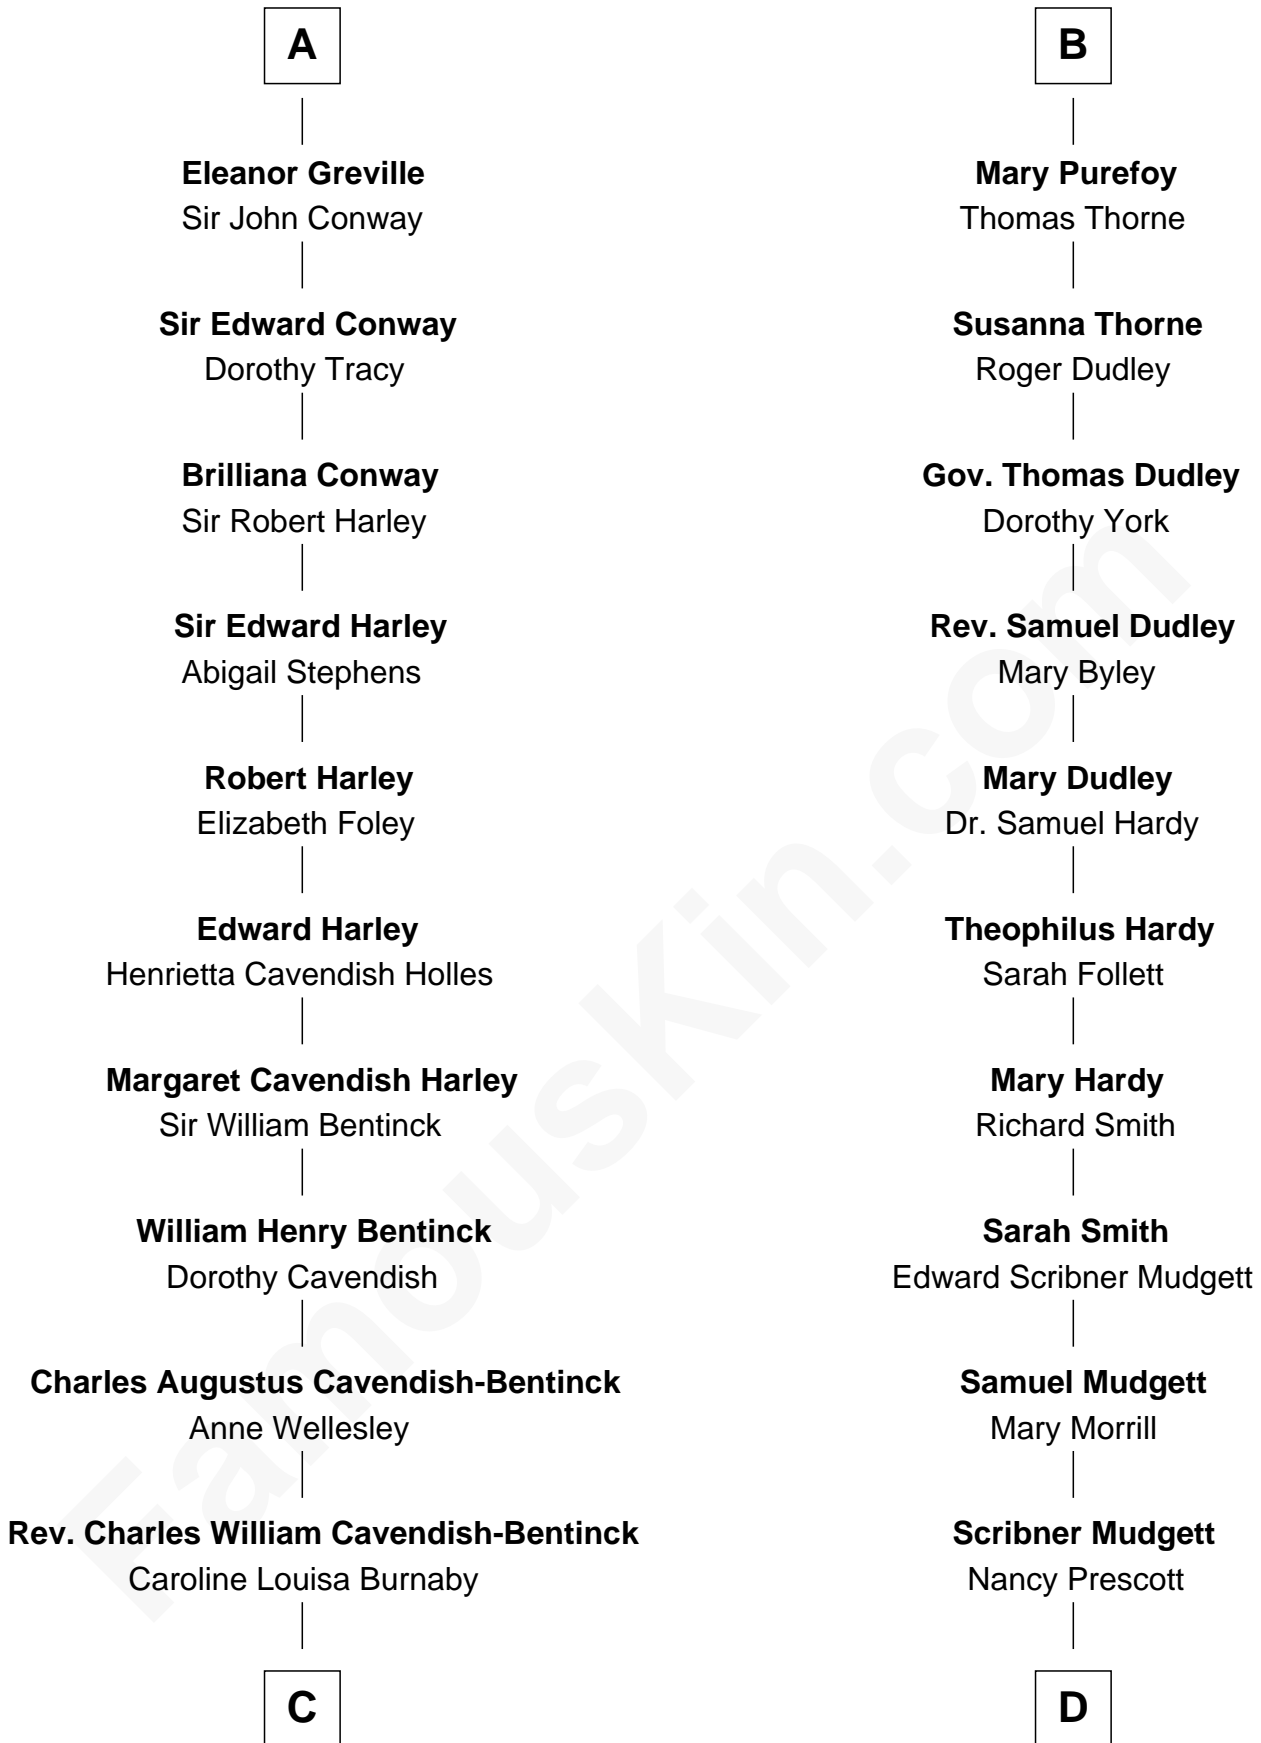 A
Eleanor Greville
Sir John Conway
Sir Edward Conway
Dorothy Tracy
Brilliana Conway
Sir Robert Harley
Sir Edward Harley
Abigail Stephens
Robert Harley
Elizabeth Foley
Edward Harley
Henrietta Cavendish Holles
Margaret Cavendish Harley
Sir William Bentinck
William Henry Bentinck
Dorothy Cavendish
Charles Augustus Cavendish-Bentinck
Anne Wellesley
Rev. Charles William Cavendish-Bentinck
Caroline Louisa Burnaby
C
B
Mary Purefoy
Thomas Thorne
Susanna Thorne
Roger Dudley
Gov. Thomas Dudley
Dorothy York
Rev. Samuel Dudley
Mary Byley
Mary Dudley
Dr. Samuel Hardy
Theophilus Hardy
Sarah Follett
Mary Hardy
Richard Smith
Sarah Smith
Edward Scribner Mudgett
Samuel Mudgett
Mary Morrill
Scribner Mudgett
Nancy Prescott
D
FamousKin.com